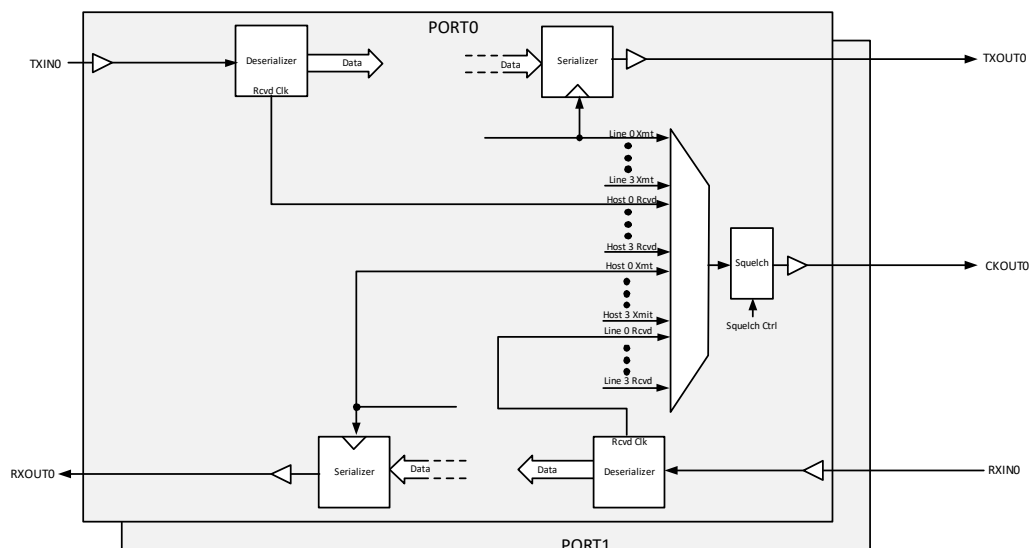 PORT0
TXIN0
Deserializer
Rcvd Clk
Data
Data
Serializer
TXOUT0
Line 0 Xmt
Line 3 Xmt
Host 0 Rcvd
Host 3 Rcvd
Host 0 Xmt
Host 3 Xmit
Line 0 Rcvd
Line 3 Rcvd
Squelch
CKOUT0
Squelch Ctrl
RXOUT0
Serializer
Data
Data
Rcvd Clk
Deserializer
RXIN0
PORT1